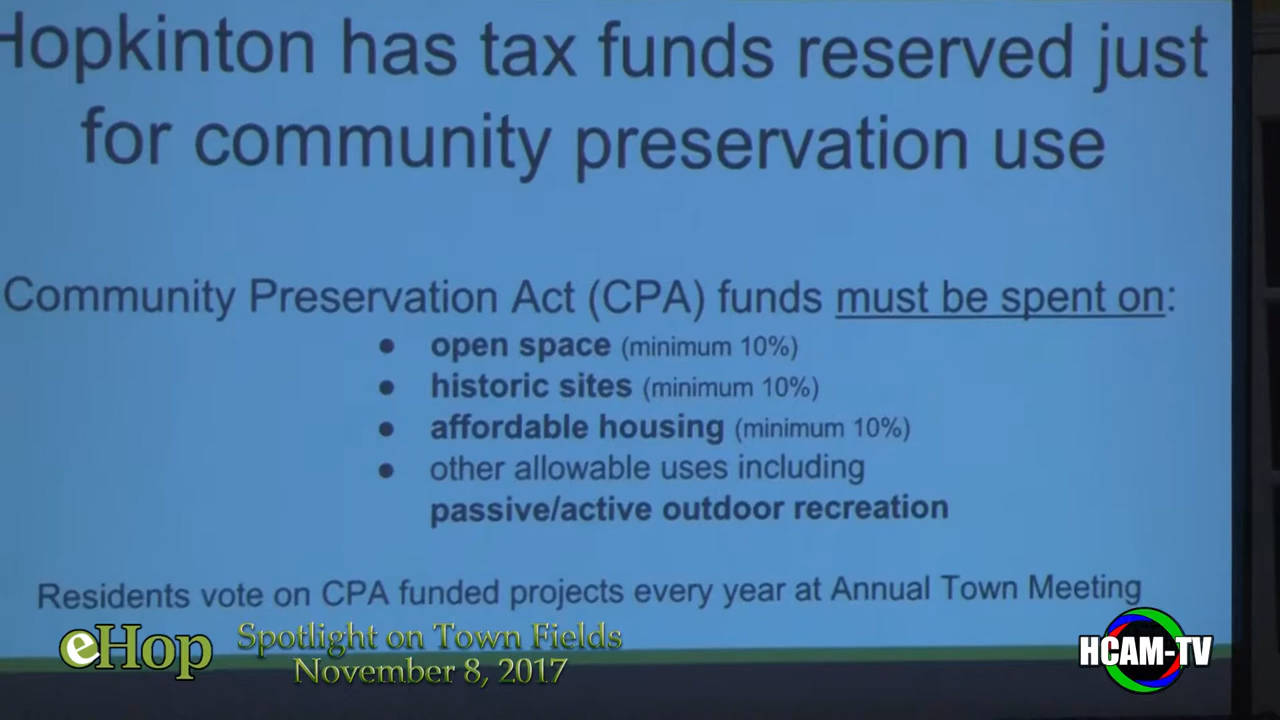 Hopkinton has tax funds reserved just
for community preservation use
Community Preservation Act (CPA) funds must be spent on:
● open space (minimum 10%)
● historic sites (minimum 10%)
● affordable housing (minimum 10%)
● other allowable uses including
passive/active outdoor recreation
Residents vote on CPA funded projects every year at Annual Town Meeting
eHop
Spotlight on Town Fields
November 8, 2017
HCAM-TV